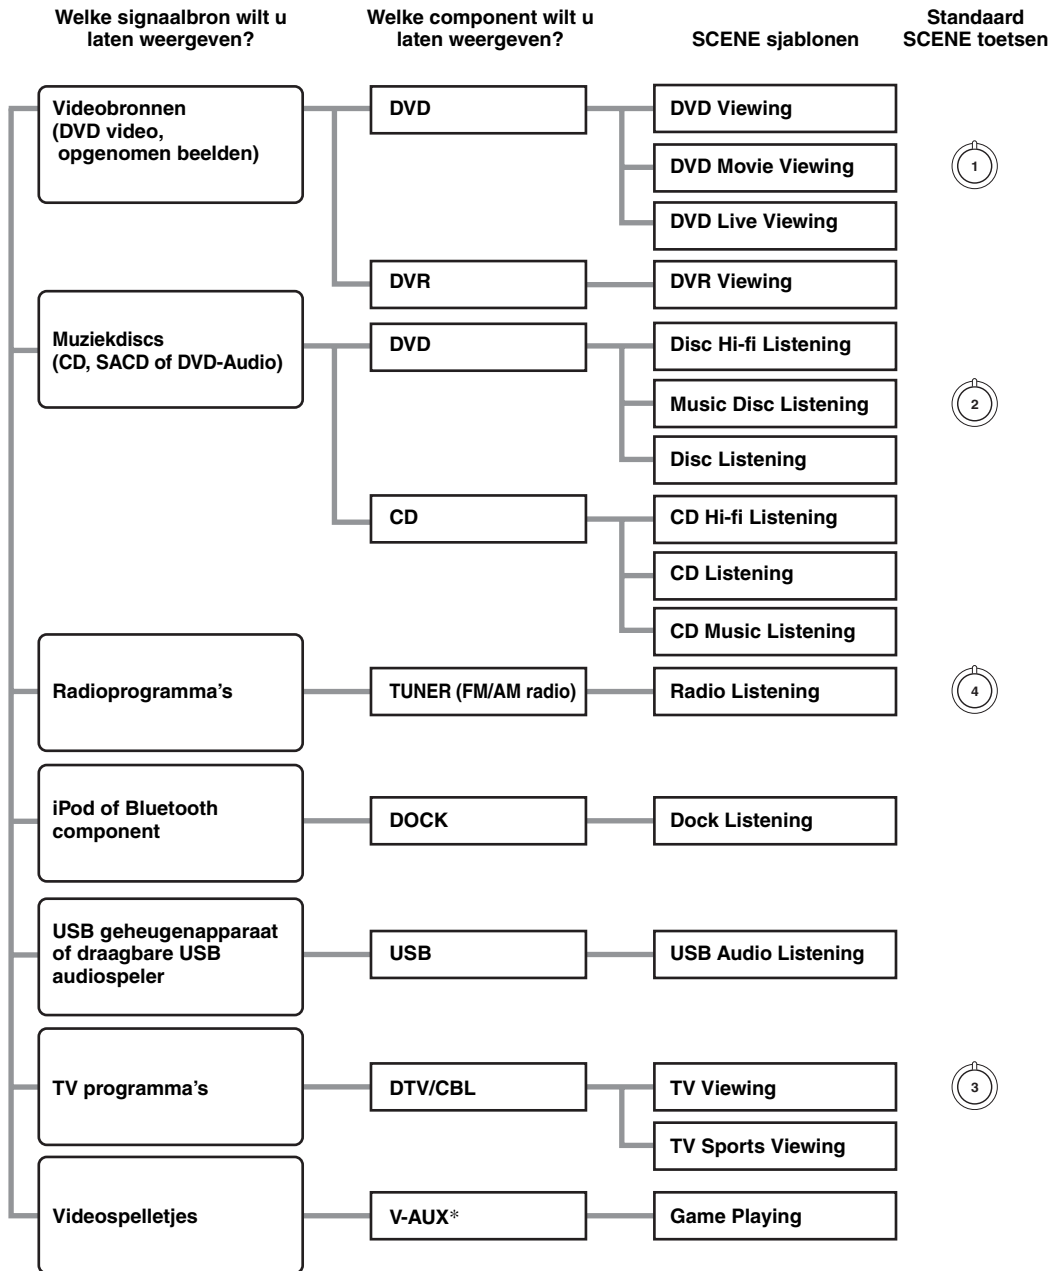 Welke signaalbron wilt u
laten weergeven?
Welke component wilt u
laten weergeven?
SCENE sjablonen
Standaard
SCENE toetsen
Videobronnen
(DVD video,
opgenomen beelden)
DVD
DVD Viewing
DVD Movie Viewing
1
DVD Live Viewing
DVR
DVR Viewing
Muziekdiscs
(CD, SACD of DVD-Audio)
DVD
Disc Hi-fi Listening
Music Disc Listening
2
Disc Listening
CD
CD Hi-fi Listening
CD Listening
CD Music Listening
Radioprogramma's
TUNER (FM/AM radio)
Radio Listening
4
iPod of Bluetooth
component
DOCK
Dock Listening
USB geheugenapparaat
of draagbare USB
audiospeler
USB
USB Audio Listening
TV programma's
DTV/CBL
TV Viewing
3
TV Sports Viewing
Videospelletjes
V-AUX*
Game Playing